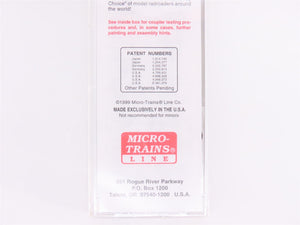 Choice" of model railroaders around
the world!
See inside box for coupler testing pro-
cedures and, in some cases, further
painting and assembly hints.
PATENT NUMBERS
Japan
Japan
Germany
Germany
U.S.A.
U.S.A.
U.S.A.
U.S.A.
Other Patents Pending
©1999 Micro-Trains® Line Co.
MADE EXCLUSIVELY IN THE U.S.A.
Not recommended for minors
MICRO-
TRAINS®
LINE
351 Rogue River Parkway
P.O. Box 1200
Talent, OR 97540-1200 U.S.A.